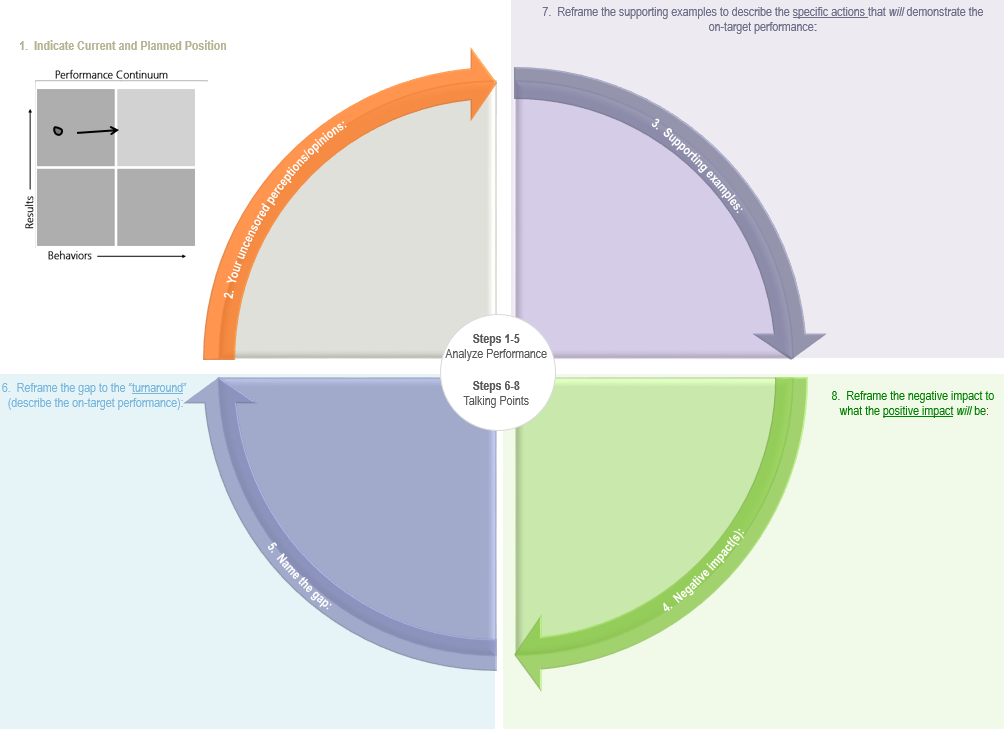 7.  Reframe the supporting examples to describe the specific actions that will demonstrate the
on-target performance:
1.  Indicate Current and Planned Position
Performance Continuum
Results
Behaviors
2.  Your uncensored perceptions/opinions:
3.  Supporting examples:
Steps 1-5
Analyze Performance
Steps 6-8
Talking Points
6.  Reframe the gap to the “turnaround”
(describe the on-target performance):
8.  Reframe the negative impact to
what the positive impact will be:
5.  Name the gap:
4.  Negative impact(s):